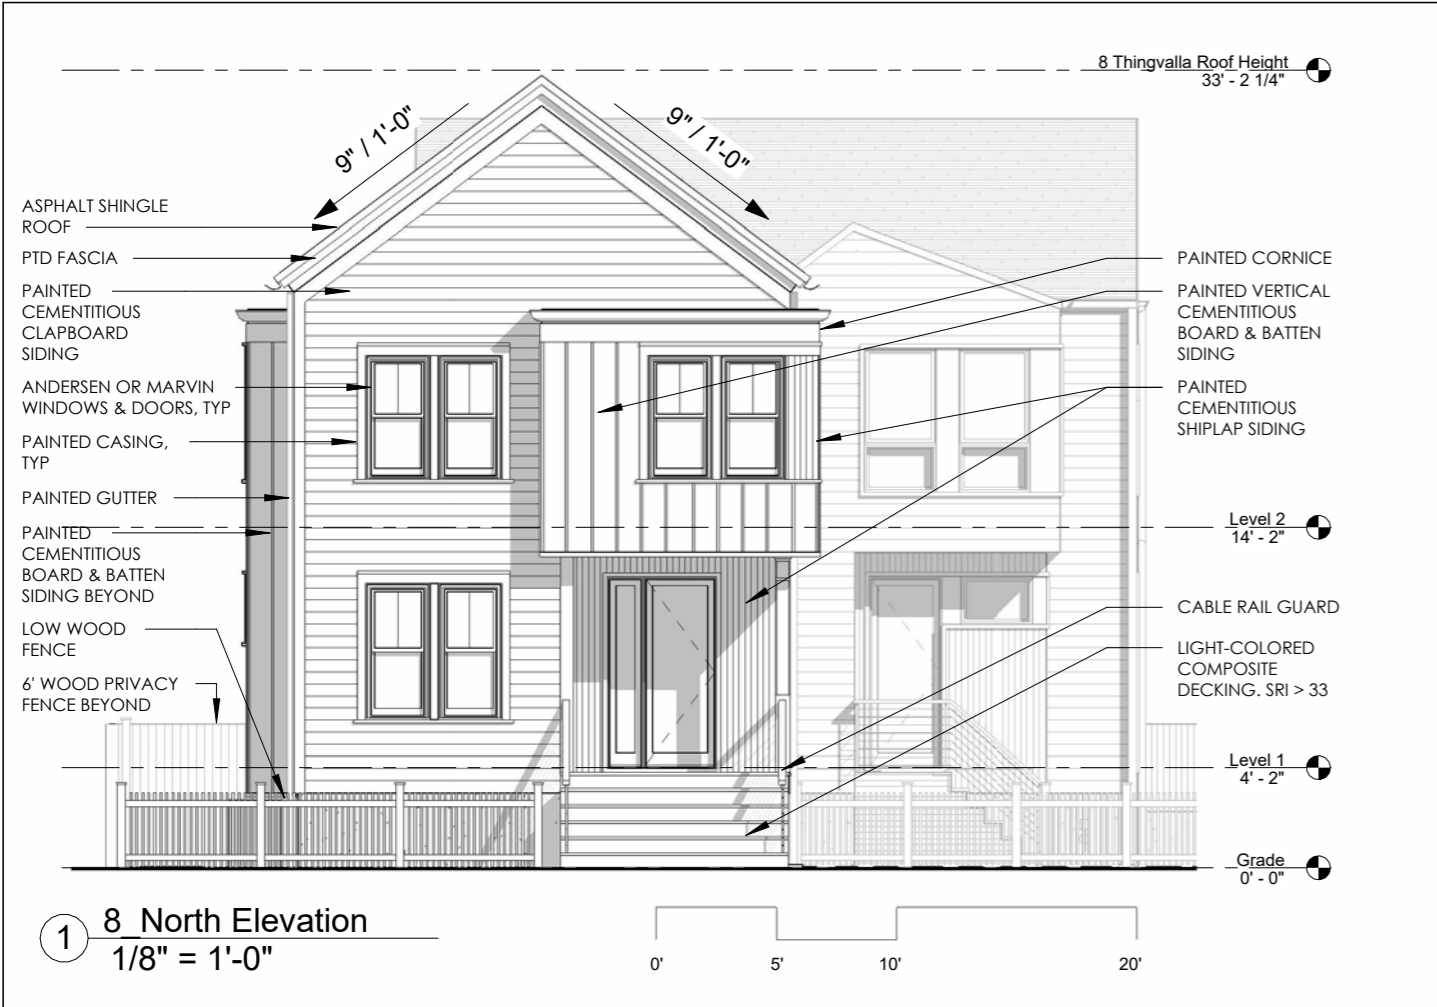 8 Thingvalla Roof Height
33' - 2 1/4"
9" / 1'-0"
9" / 1'-0"
ASPHALT SHINGLE
ROOF
PTD FASCIA
PAINTED
CEMENTITIOUS
CLAPBOARD
SIDING
ANDERSEN OR MARVIN
WINDOWS & DOORS, TYP
PAINTED CASING,
TYP
PAINTED GUTTER
PAINTED
CEMENTITIOUS
BOARD & BATTEN
SIDING BEYOND
LOW WOOD
FENCE
6' WOOD PRIVACY
FENCE BEYOND
PAINTED CORNICE
PAINTED VERTICAL
CEMENTITIOUS
BOARD & BATTEN
SIDING
PAINTED
CEMENTITIOUS
SHIPLAP SIDING
Level 2
14' - 2"
CABLE RAIL GUARD
LIGHT-COLORED
COMPOSITE
DECKING. SRI > 33
Level 1
4' - 2"
Grade
0' - 0"
1
8_North Elevation
1/8" = 1'-0"
0' 5' 10' 20'